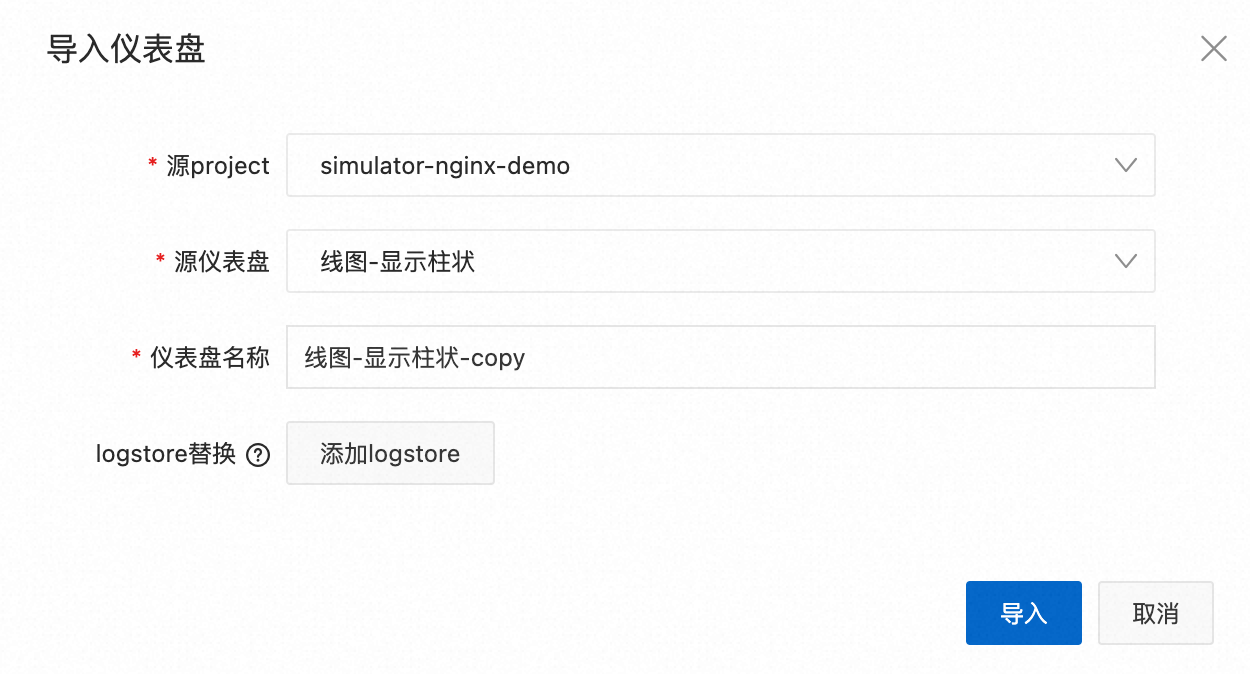 导入仪表盘
* 源project
simulator-nginx-demo
* 源仪表盘
线图-显示柱状
* 仪表盘名称
线图-显示柱状-copy
logstore替换 ?
添加logstore
导入
取消